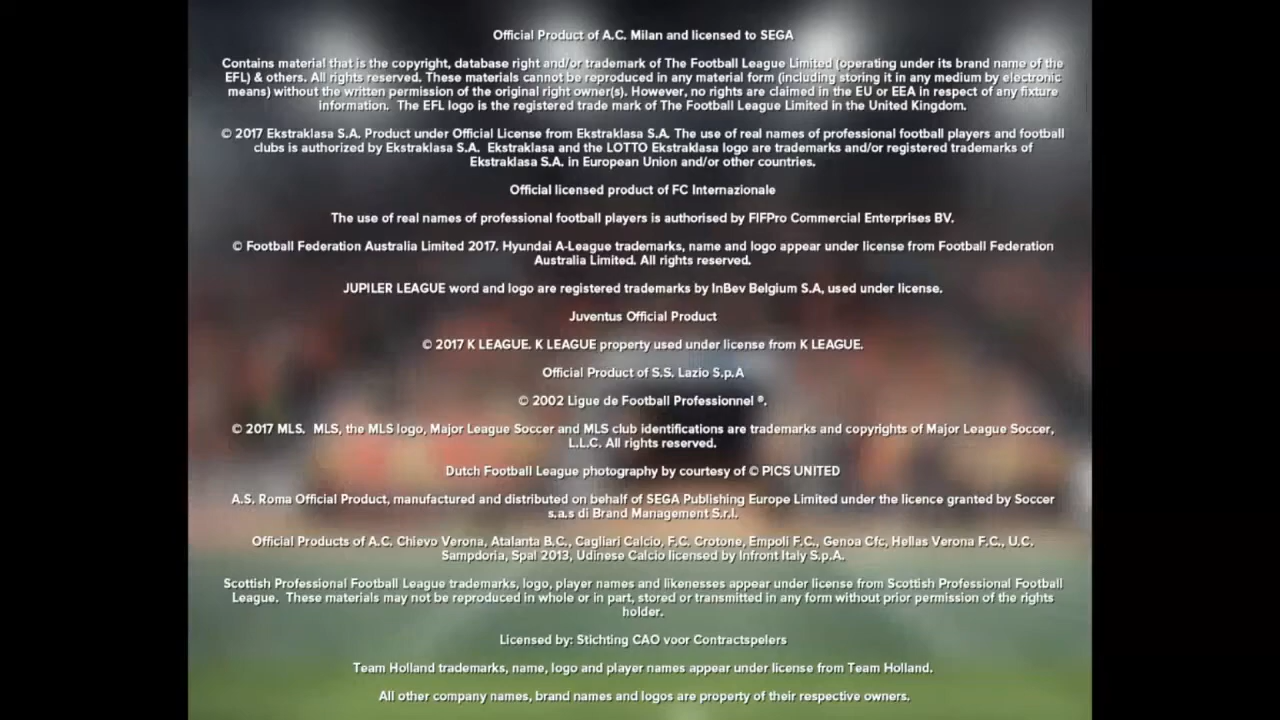 Official Product of A.C. Milan and licensed to SEGA
Contains material that is the copyright, database right and/or trademark of The Football League Limited (operating under its brand name of the
EFL) & others. All rights reserved. These materials cannot be reproduced in any material form (including storing it in any medium by electronic
means) without the written permission of the original right owner(s). However, no rights are claimed in the EU or EEA in respect of any fixture
information. The EFL logo is the registered trade mark of The Football League Limited in the United Kingdom.
© 2017 Ekstraklasa S.A. Product under Official License from Ekstraklasa S.A. The use of real names of professional football players and football
clubs is authorized by Ekstraklasa S.A. Ekstraklasa and the LOTTO Ekstraklasa logo are trademarks and/or registered trademarks of
Ekstraklasa S.A. in European Union and/or other countries.
Official licensed product of FC Internazionale
The use of real names of professional football players is authorised by FIFPro Commercial Enterprises BV.
© Football Federation Australia Limited 2017. Hyundai A-League trademarks, name and logo appear under license from Football Federation
Australia Limited. All rights reserved.
JUPILER LEAGUE word and logo are registered trademarks by InBev Belgium S.A, used under license.
Juventus Official Product
© 2017 K LEAGUE. K LEAGUE property used under license from K LEAGUE.
Official Product of S.S. Lazio S.p.A
© 2002 Ligue de Football Professionnel ®.
© 2017 MLS. MLS, the MLS logo, Major League Soccer and MLS club identifications are trademarks and copyrights of Major League Soccer,
L.L.C. All rights reserved.
Dutch Football League photography by courtesy of © PICS UNITED
A.S. Roma Official Product, manufactured and distributed on behalf of SEGA Publishing Europe Limited under the licence granted by Soccer
s.a.s di Brand Management S.r.l.
Official Products of A.C. Chievo Verona, Atalanta B.C., Cagliari Calcio, F.C. Crotone, Empoli F.C., Genoa Cfc, Hellas Verona F.C., U.C.
Sampdoria, Spal 2013, Udinese Calcio licensed by Infront Italy S.p.A.
Scottish Professional Football League trademarks, logo, player names and likenesses appear under license from Scottish Professional Football
League. These materials may not be reproduced in whole or in part, stored or transmitted in any form without prior permission of the rights
holder.
Licensed by: Stichting CAO voor Contractspelers
Team Holland trademarks, name, logo and player names appear under license from Team Holland.
All other company names, brand names and logos are property of their respective owners.